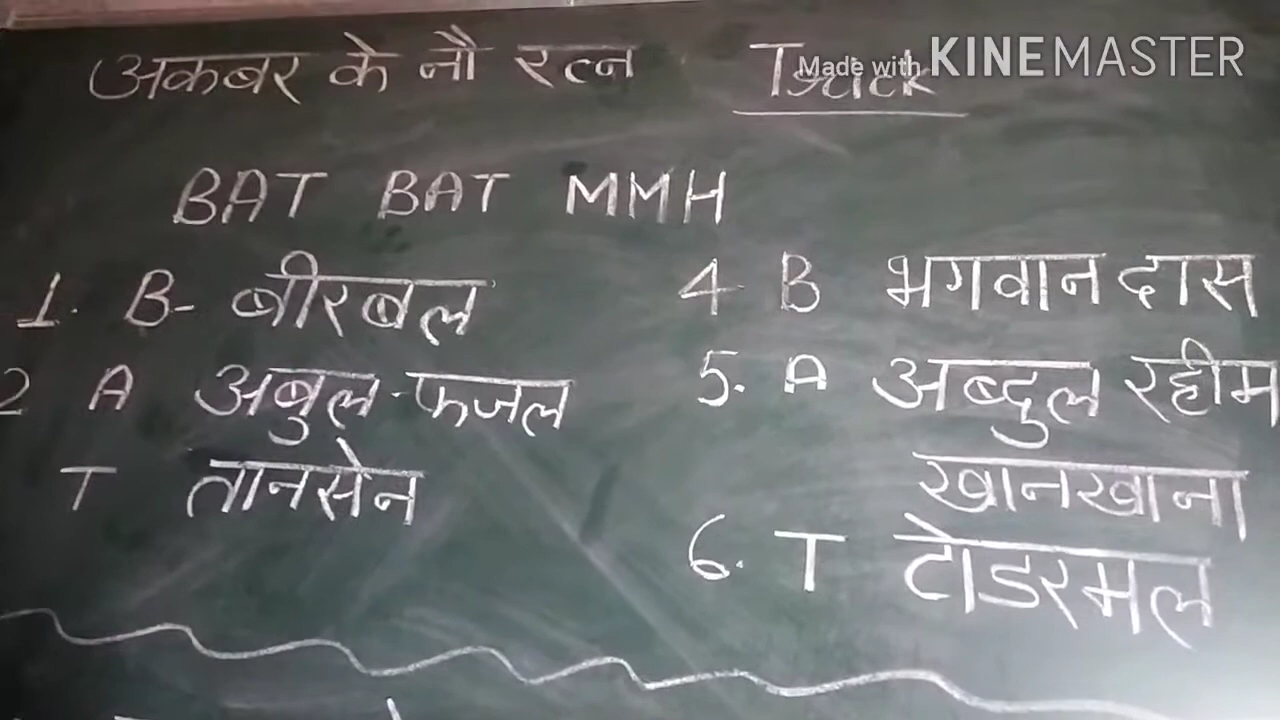 अकबर के नौ रत्न Trick
Made with KINEMASTER
BAT BAT MMH
1. B- बीरबल
2 A अबुल-फजल
T तानसेन
4 B भगवान दास
5. A अब्दुल रहीम
खानखाना
6. T टोडरमल